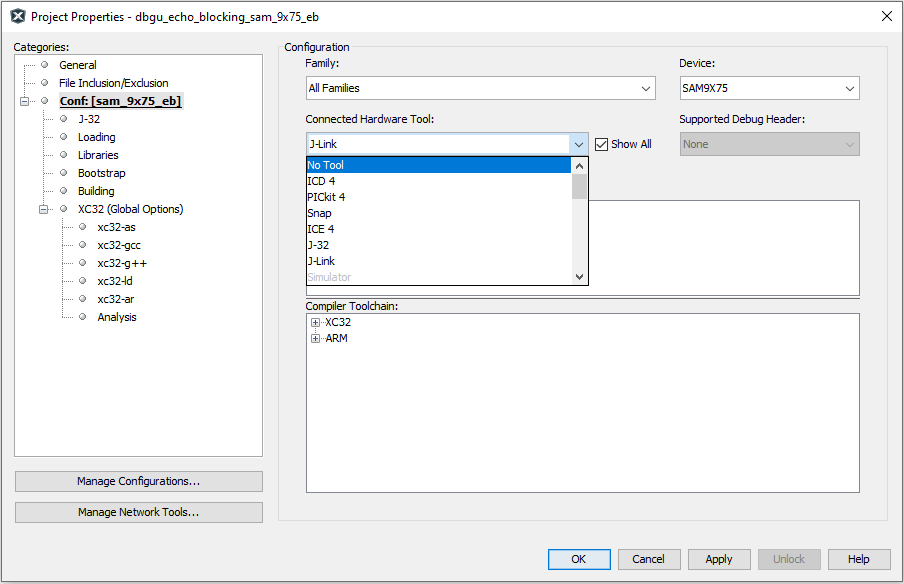 Project Properties - dbgu_echo_blocking_sam_9x75_eb
Categories:
General
File Inclusion/Exclusion
Conf: [sam_9x75_eb]
J-32
Loading
Libraries
Bootstrap
Building
XC32 (Global Options)
xc32-as
xc32-gcc
xc32-g++
xc32-ld
xc32-ar
Analysis
Manage Configurations...
Manage Network Tools...
Configuration
Family:
Device:
All Families
SAM9X75
Connected Hardware Tool:
Supported Debug Header:
J-Link
Show All
None
No Tool
ICD 4
PICkit 4
Snap
ICE 4
J-32
J-Link
Simulator
Compiler Toolchain:
XC32
ARM
OK
Cancel
Apply
Unlock
Help